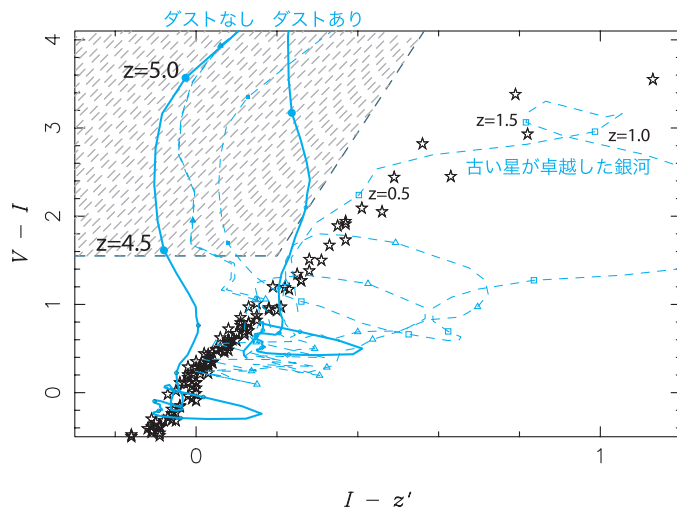 ダストなし ダストあり
4
z=5.0
3
z=1.5
z=1.0
古い星が卓越した銀河
z=0.5
2
z=4.5
V − I
1
0
0 1
I − z'